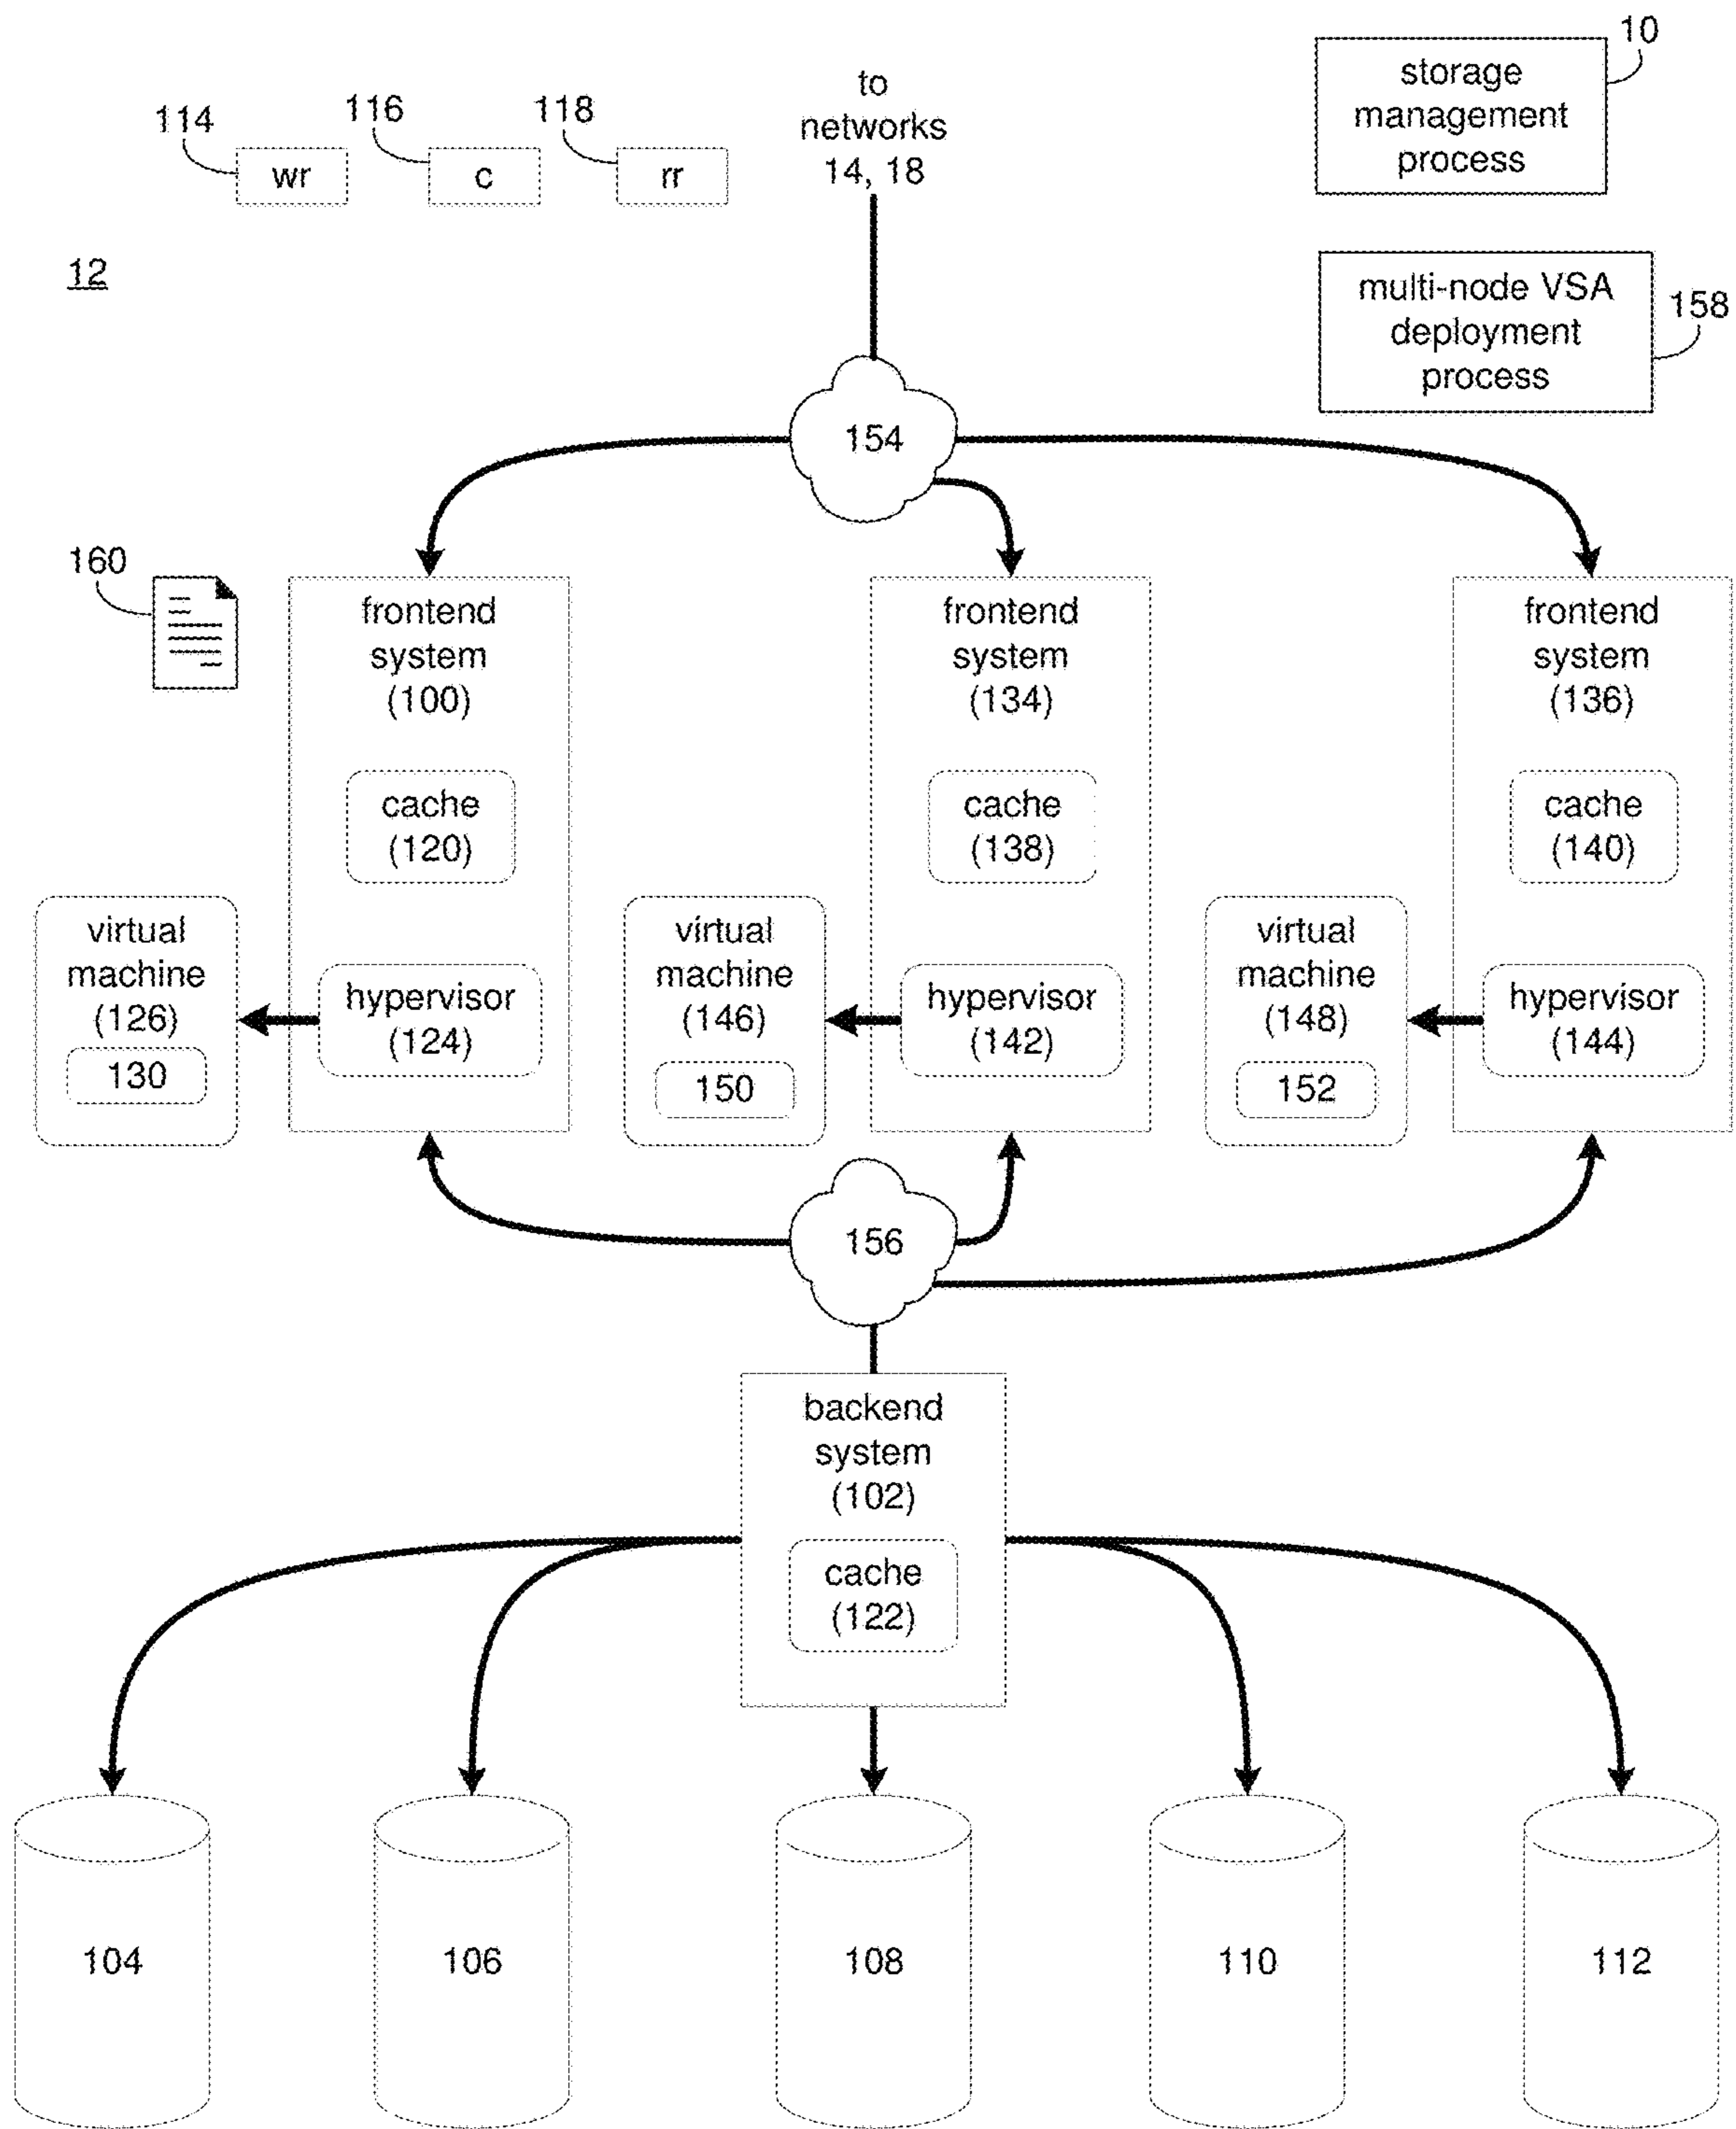 10
storage
management
process
to
networks
14, 18
114
116
118
wr
c
rr
12
multi-node VSA
deployment
process
158
154
160
frontend
system
(100)
frontend
system
(134)
frontend
system
(136)
cache
(120)
cache
(138)
cache
(140)
virtual
machine
(126)
130
hypervisor
(124)
virtual
machine
(146)
150
hypervisor
(142)
virtual
machine
(148)
152
hypervisor
(144)
156
backend
system
(102)
cache
(122)
104
106
108
110
112